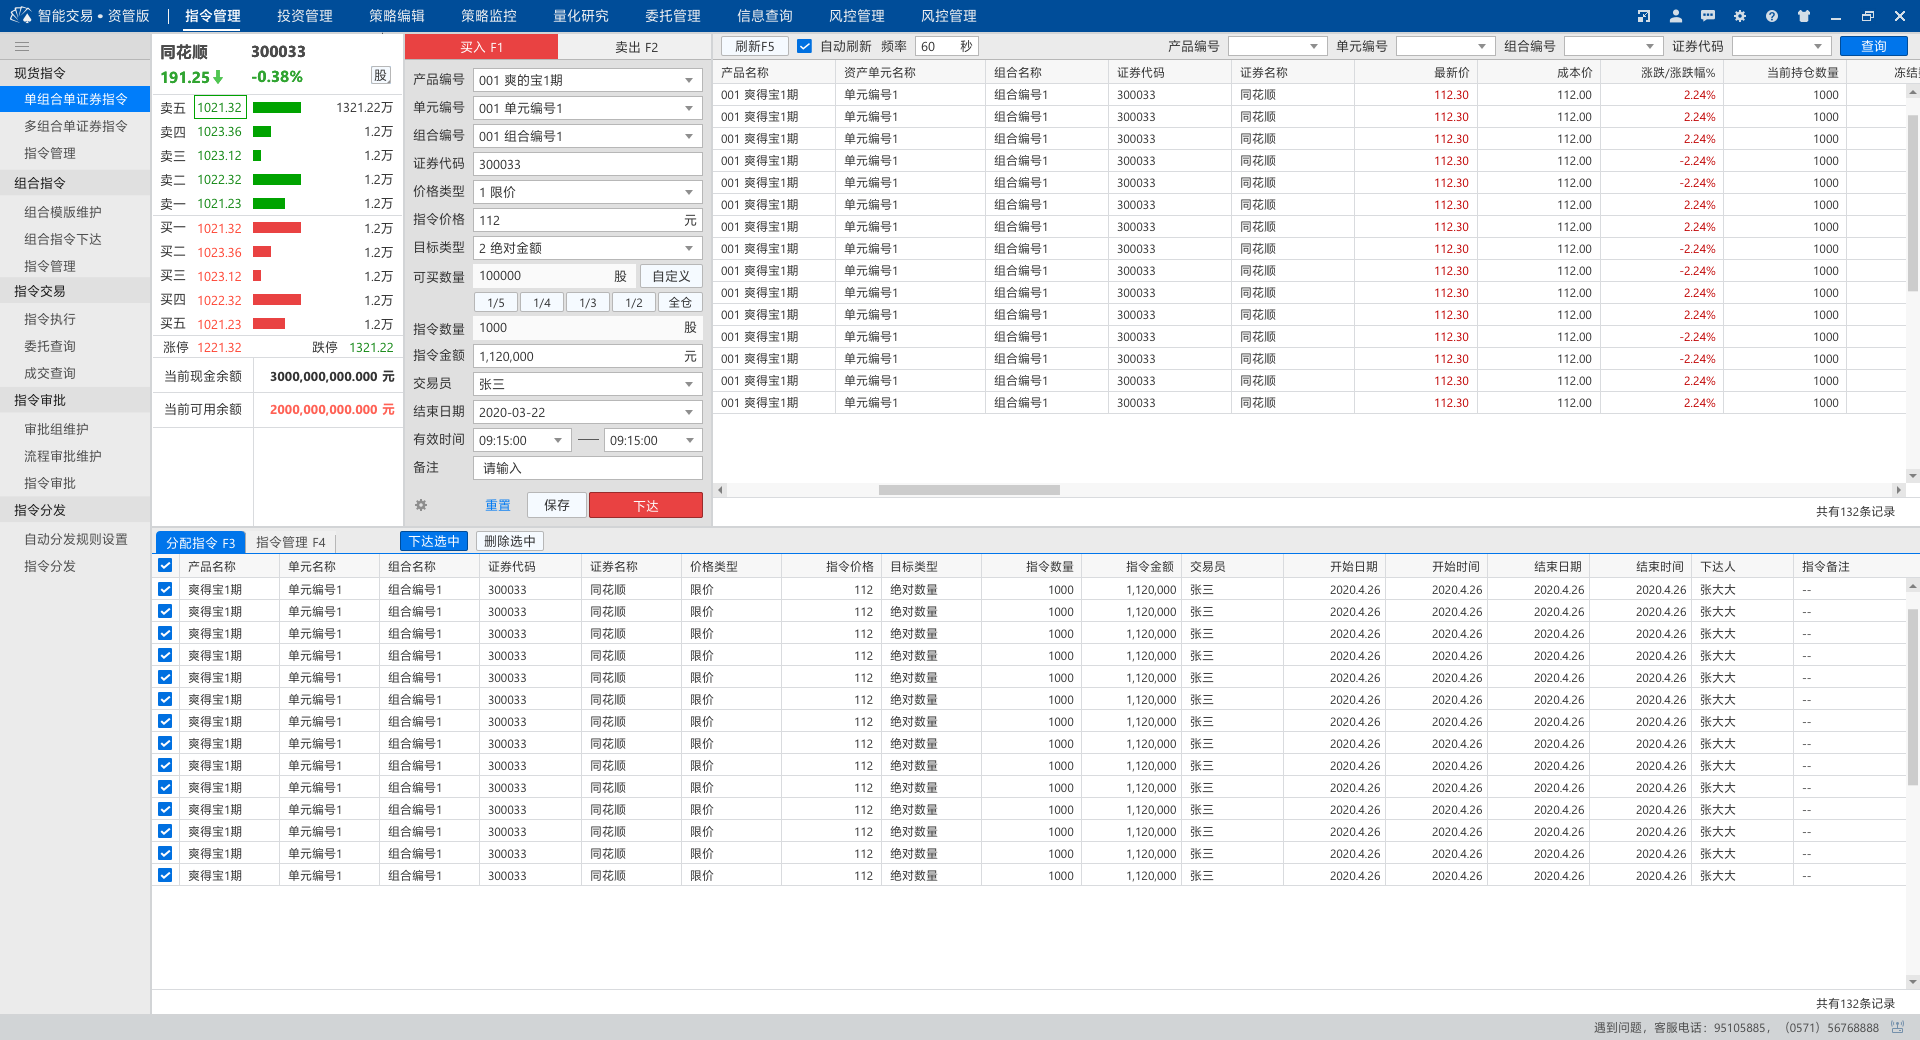 智能交易 • 资管版 指令管理 投资管理 策略编辑 策略监控 量化研究 委托管理 信息查询 风控管理 风控管理
现货指令
单组合单证券指令
多组合单证券指令
指令管理
组合指令
组合模版维护
组合指令下达
指令管理
指令交易
指令执行
委托查询
成交查询
指令审批
审批组维护
流程审批维护
指令审批
指令分发
自动分发规则设置
指令分发
同花顺 300033
191.25 -0.38% 股
卖五 1021.32 1321.22万
卖四 1023.36 1.2万
卖三 1023.12 1.2万
卖二 1022.32 1.2万
卖一 1021.23 1.2万
买一 1021.32 1.2万
买二 1023.36 1.2万
买三 1023.12 1.2万
买四 1022.32 1.2万
买五 1021.23 1.2万
涨停 1221.32 跌停 1321.22
当前现金余额 3000,000,000.000 元
当前可用余额 2000,000,000.000 元
买入 F1 卖出 F2
产品编号 001 爽的宝1期
单元编号 001 单元编号1
组合编号 001 组合编号1
证券代码 300033
价格类型 1 限价
指令价格 112 元
目标类型 2 绝对金额
可买数量 100000 股 自定义
1/5 1/4 1/3 1/2 全仓
指令数量 1000 股
指令金额 1,120,000 元
交易员 张三
结束日期 2020-03-22
有效时间 09:15:00 —— 09:15:00
备注 请输入
重置 保存 下达
刷新F5 自动刷新 频率 60 秒 产品编号 单元编号 组合编号 证券代码 查询
产品名称 资产单元名称 组合名称 证券代码 证券名称 最新价 成本价 涨跌/涨跌幅% 当前持仓数量 冻结
001 爽得宝1期 单元编号1 组合编号1 300033 同花顺 112.30 112.00 2.24% 1000
001 爽得宝1期 单元编号1 组合编号1 300033 同花顺 112.30 112.00 2.24% 1000
001 爽得宝1期 单元编号1 组合编号1 300033 同花顺 112.30 112.00 2.24% 1000
001 爽得宝1期 单元编号1 组合编号1 300033 同花顺 112.30 112.00 -2.24% 1000
001 爽得宝1期 单元编号1 组合编号1 300033 同花顺 112.30 112.00 -2.24% 1000
001 爽得宝1期 单元编号1 组合编号1 300033 同花顺 112.30 112.00 2.24% 1000
001 爽得宝1期 单元编号1 组合编号1 300033 同花顺 112.30 112.00 2.24% 1000
001 爽得宝1期 单元编号1 组合编号1 300033 同花顺 112.30 112.00 -2.24% 1000
001 爽得宝1期 单元编号1 组合编号1 300033 同花顺 112.30 112.00 -2.24% 1000
001 爽得宝1期 单元编号1 组合编号1 300033 同花顺 112.30 112.00 2.24% 1000
001 爽得宝1期 单元编号1 组合编号1 300033 同花顺 112.30 112.00 2.24% 1000
001 爽得宝1期 单元编号1 组合编号1 300033 同花顺 112.30 112.00 -2.24% 1000
001 爽得宝1期 单元编号1 组合编号1 300033 同花顺 112.30 112.00 -2.24% 1000
001 爽得宝1期 单元编号1 组合编号1 300033 同花顺 112.30 112.00 2.24% 1000
001 爽得宝1期 单元编号1 组合编号1 300033 同花顺 112.30 112.00 2.24% 1000
共有132条记录
分配指令 F3 指令管理 F4 下达选中 删除选中
产品名称 单元名称 组合名称 证券代码 证券名称 价格类型 指令价格 目标类型 指令数量 指令金额 交易员 开始日期 开始时间 结束日期 结束时间 下达人 指令备注
爽得宝1期 单元编号1 组合编号1 300033 同花顺 限价 112 绝对数量 1000 1,120,000 张三 2020.4.26 2020.4.26 2020.4.26 2020.4.26 张大大 --
爽得宝1期 单元编号1 组合编号1 300033 同花顺 限价 112 绝对数量 1000 1,120,000 张三 2020.4.26 2020.4.26 2020.4.26 2020.4.26 张大大 --
爽得宝1期 单元编号1 组合编号1 300033 同花顺 限价 112 绝对数量 1000 1,120,000 张三 2020.4.26 2020.4.26 2020.4.26 2020.4.26 张大大 --
爽得宝1期 单元编号1 组合编号1 300033 同花顺 限价 112 绝对数量 1000 1,120,000 张三 2020.4.26 2020.4.26 2020.4.26 2020.4.26 张大大 --
爽得宝1期 单元编号1 组合编号1 300033 同花顺 限价 112 绝对数量 1000 1,120,000 张三 2020.4.26 2020.4.26 2020.4.26 2020.4.26 张大大 --
爽得宝1期 单元编号1 组合编号1 300033 同花顺 限价 112 绝对数量 1000 1,120,000 张三 2020.4.26 2020.4.26 2020.4.26 2020.4.26 张大大 --
爽得宝1期 单元编号1 组合编号1 300033 同花顺 限价 112 绝对数量 1000 1,120,000 张三 2020.4.26 2020.4.26 2020.4.26 2020.4.26 张大大 --
爽得宝1期 单元编号1 组合编号1 300033 同花顺 限价 112 绝对数量 1000 1,120,000 张三 2020.4.26 2020.4.26 2020.4.26 2020.4.26 张大大 --
爽得宝1期 单元编号1 组合编号1 300033 同花顺 限价 112 绝对数量 1000 1,120,000 张三 2020.4.26 2020.4.26 2020.4.26 2020.4.26 张大大 --
爽得宝1期 单元编号1 组合编号1 300033 同花顺 限价 112 绝对数量 1000 1,120,000 张三 2020.4.26 2020.4.26 2020.4.26 2020.4.26 张大大 --
爽得宝1期 单元编号1 组合编号1 300033 同花顺 限价 112 绝对数量 1000 1,120,000 张三 2020.4.26 2020.4.26 2020.4.26 2020.4.26 张大大 --
爽得宝1期 单元编号1 组合编号1 300033 同花顺 限价 112 绝对数量 1000 1,120,000 张三 2020.4.26 2020.4.26 2020.4.26 2020.4.26 张大大 --
爽得宝1期 单元编号1 组合编号1 300033 同花顺 限价 112 绝对数量 1000 1,120,000 张三 2020.4.26 2020.4.26 2020.4.26 2020.4.26 张大大 --
爽得宝1期 单元编号1 组合编号1 300033 同花顺 限价 112 绝对数量 1000 1,120,000 张三 2020.4.26 2020.4.26 2020.4.26 2020.4.26 张大大 --
共有132条记录
遇到问题，客服电话：95105885，（0571）56768888